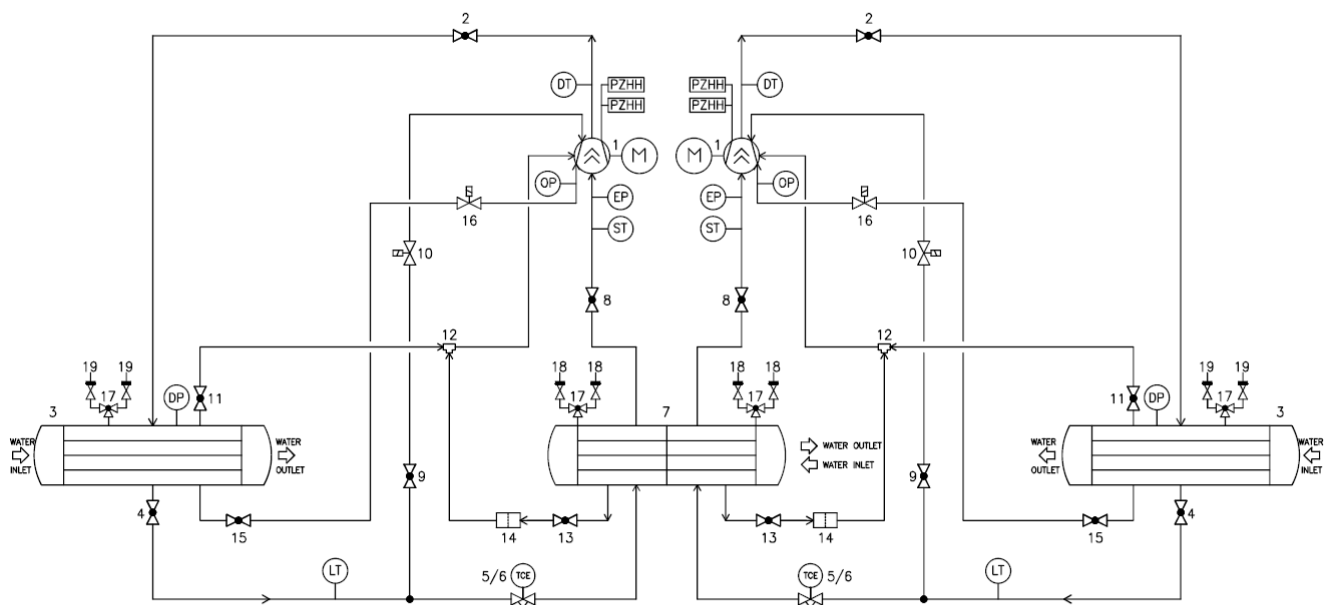 2 2
DT PZHH PZHH DT
PZHH PZHH
1 M M 1
OP EP EP OP
16 ST ST 16
10 10
8 8
12 12
19 19 18 18 18 18 19 19
3 17 DP 11 17 7 17 11 DP 17 3
WATER INLET WATER OUTLET WATER OUTLET WATER OUTLET WATER INLET
WATER INLET
9 9
4 15 14 13 13 14 15 4
LT 5/6 TCE TCE 5/6 LT